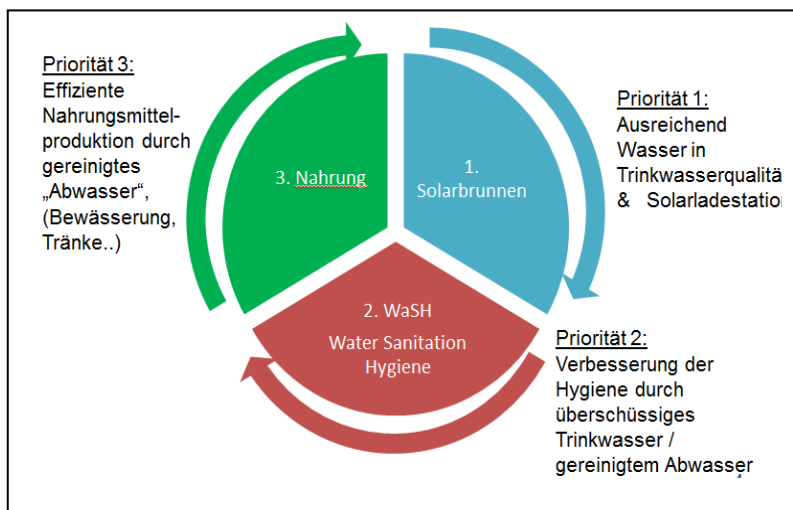 Priorität 3:
Effiziente
Nahrungsmittel-
produktion durch
gereinigtes
„Abwasser“,
(Bewässerung,
Tränke..)
3. Nahrung
1.
Solarbrunnen
Priorität 1:
Ausreichend
Wasser in
Trinkwasserqualitä
& Solarladestation
2. WaSH
Water Sanitation
Hygiene
Priorität 2:
Verbesserung der
Hygiene durch
überschüssiges
Trinkwasser /
gereinigtem Abwasser